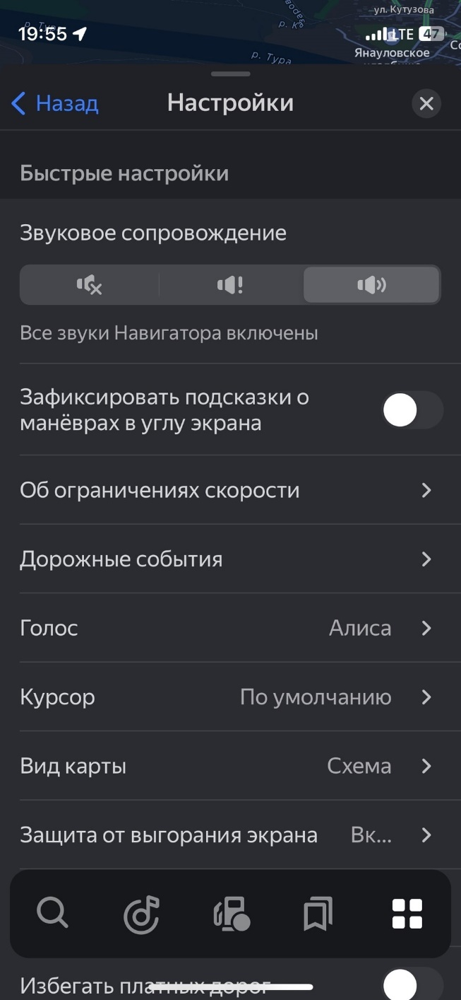 ул. Кутузова
19:55
р. Тура
LTE
47
р. Тура
Янауловское
Назад
Настройки
Быстрые настройки
Звуковое сопровождение
Все звуки Навигатора включены
Зафиксировать подсказки о
манёврах в углу экрана
Об ограничениях скорости
Дорожные события
Голос
Алиса
Курсор
По умолчанию
Вид карты
Схема
Защита от выгорания экрана
Вк...
Избегать платных дорог